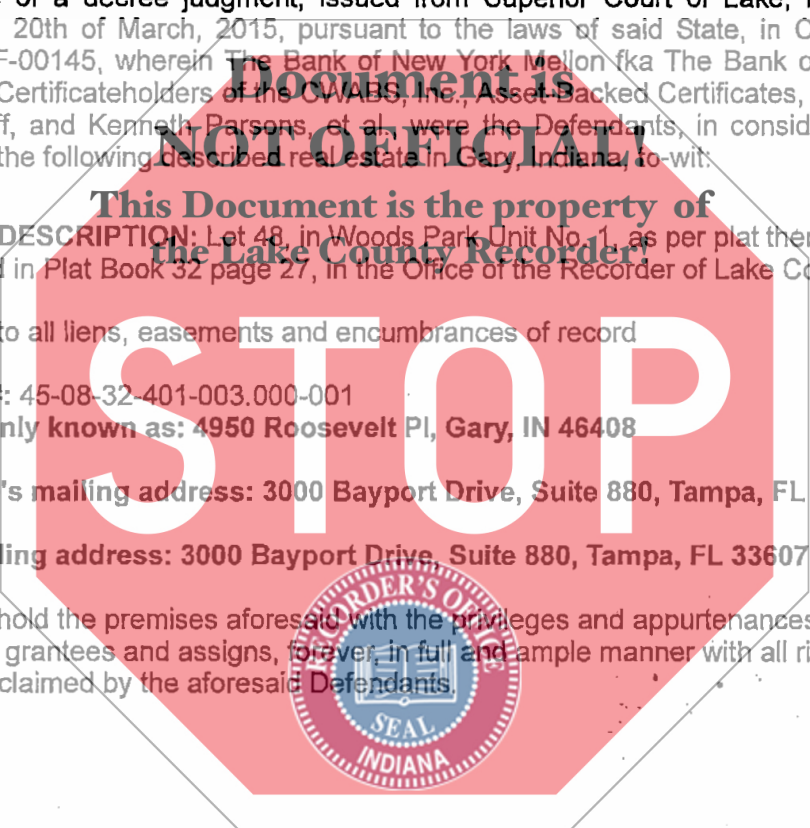 of a decree judgment, issued from Superior Court of Lake,
20th of March, 2015, pursuant to the laws of said State, in C
F-00145, wherein The Bank of New York Mellon fka The Bank o
Certificateholders of the CWABS, Inc., Asset-Backed Certificates,
ff, and Kenneth Parsons, et al., were the Defendants, in consid
the following described real estate in Gary, Indiana, to-wit:
Document is
NOT OFFICIAL!
This Document is the property of
the Lake County Recorder!
DESCRIPTION: Lot 48, in Woods Park Unit No. 1, as per plat ther
d in Plat Book 32 page 27, in the Office of the Recorder of Lake Co
to all liens, easements and encumbrances of record
STOP
: 45-08-32-401-003.000-001
nly known as: 4950 Roosevelt Pl, Gary, IN 46408
's mailing address: 3000 Bayport Drive, Suite 880, Tampa, FL
ling address: 3000 Bayport Drive, Suite 880, Tampa, FL 33607
hold the premises aforesaid with the privileges and appurtenances
grantees and assigns, forever, in full and ample manner with all ri
claimed by the aforesaid Defendants.
RECORDER'S OFFICE
SEAL
INDIANA